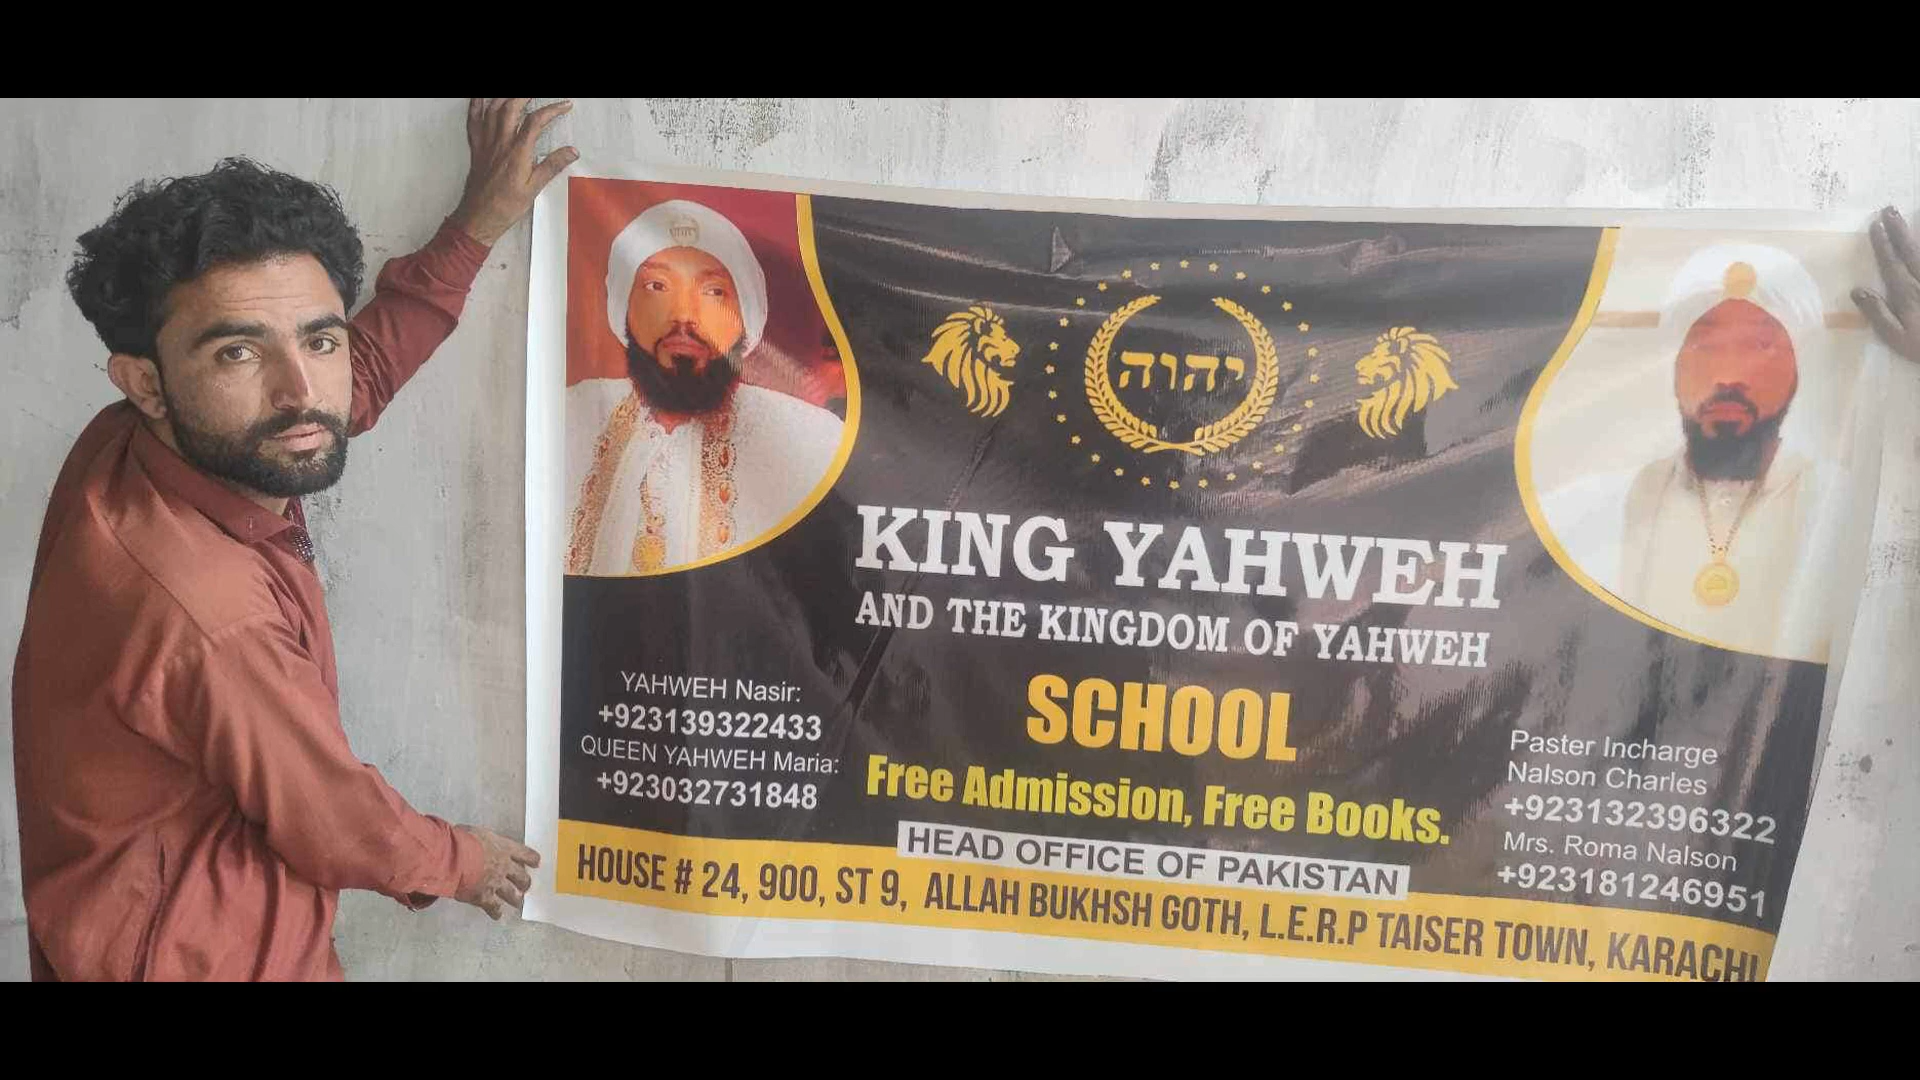 יהוה
KING YAHWEH
AND THE KINGDOM OF YAHWEH
SCHOOL
Free Admission, Free Books.
YAHWEH Nasir:
+923139322433
QUEEN YAHWEH Maria:
+923032731848
Paster Incharge
Nalson Charles
+923132396322
Mrs. Roma Nalson
+923181246951
HEAD OFFICE OF PAKISTAN
HOUSE # 24, 900, ST 9, ALLAH BUKHSH GOTH, L.E.R.P TAISER TOWN, KARACHI